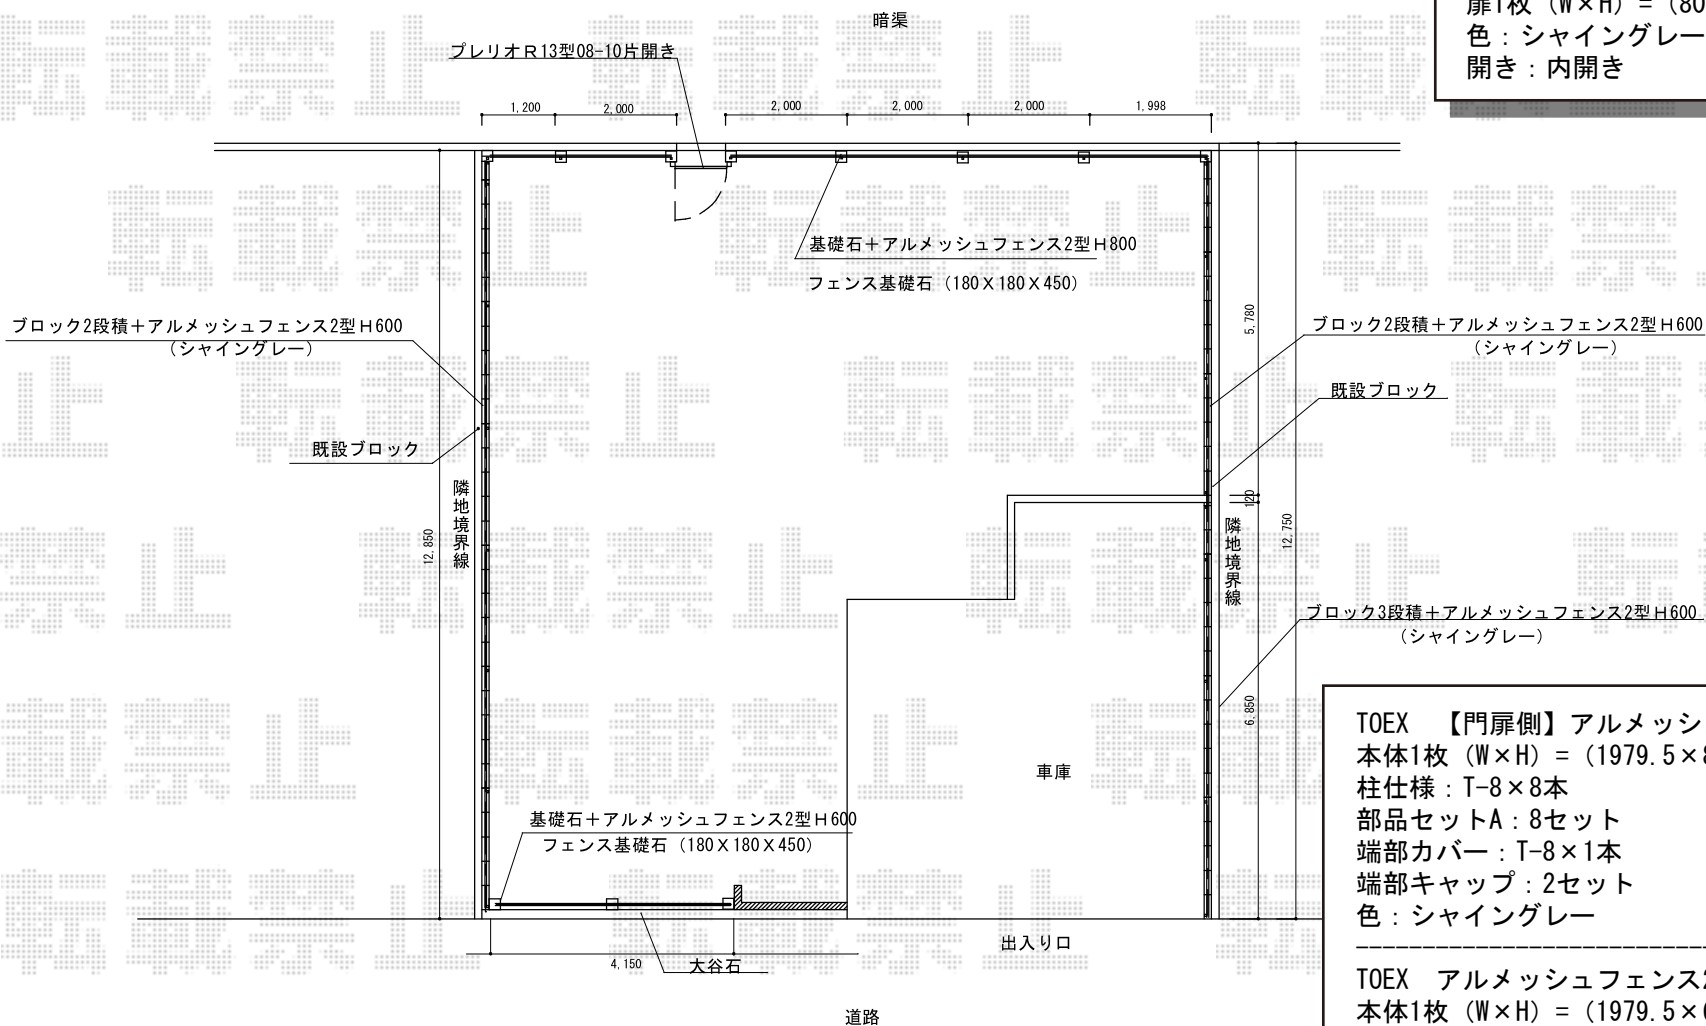 暗渠
扉1枚 (W×H) = (80
色:シャイングレー
開き:内開き
プレリオR13型08-10片開き
1,200
2,000
2,000
2,000
2,000
1,998
基礎石+アルメッシュフェンス2型H800
フェンス基礎石 (180X180X450)
ブロック2段積+アルメッシュフェンス2型H600
(シャイングレー)
既設ブロック
隣地境界線
12,850
5,780
120
12,750
6,850
ブロック2段積+アルメッシュフェンス2型H600
(シャイングレー)
既設ブロック
隣地境界線
ブロック3段積+アルメッシュフェンス2型H600
(シャイングレー)
車庫
基礎石+アルメッシュフェンス2型H600
フェンス基礎石 (180X180X450)
4,150
大谷石
出入り口
道路
TOEX 【門扉側】アルメッシ
本体1枚 (W×H) = (1979.5×8
柱仕様:T-8×8本
部品セットA:8セット
端部カバー:T-8×1本
端部キャップ:2セット
色:シャイングレー
TOEX アルメッシュフェンス2
本体1枚 (W×H) = (1979.5×6
転載禁止